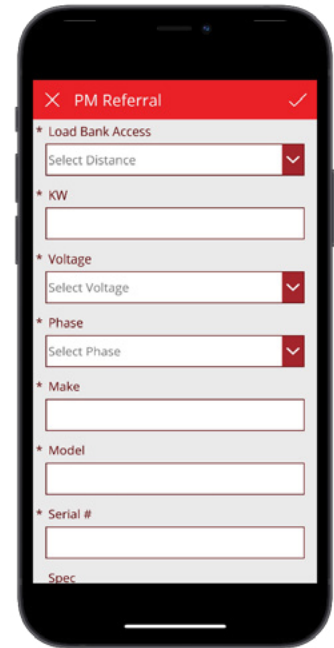 PM Referral
* Load Bank Access
Select Distance
* KW
* Voltage
Select Voltage
* Phase
Select Phase
* Make
* Model
* Serial #
Spec